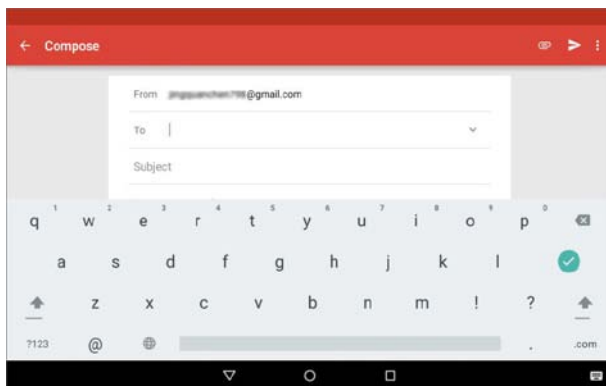 Compose
From @gmail.com
To
Subject
1 2 3 4 5 6 7 8 9 0
q w e r t y u i o p
a s d f g h j k l
z x c v b n m ! ?
?123 @ . .com